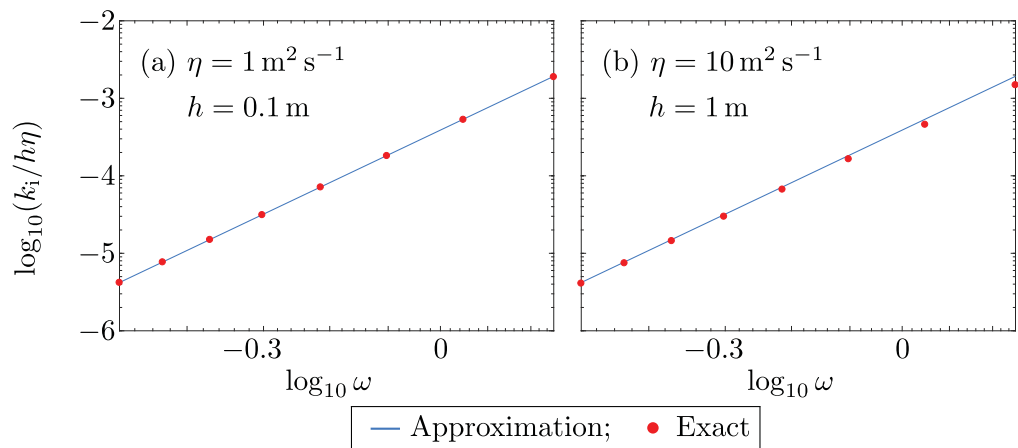 −2
−3
−4
−5
−6
log₁₀(kᵢ/hη)
(a) η = 1 m² s⁻¹
h = 0.1 m
(b) η = 10 m² s⁻¹
h = 1 m
−0.3
0
−0.3
0
log₁₀ ω
log₁₀ ω
Approximation; Exact